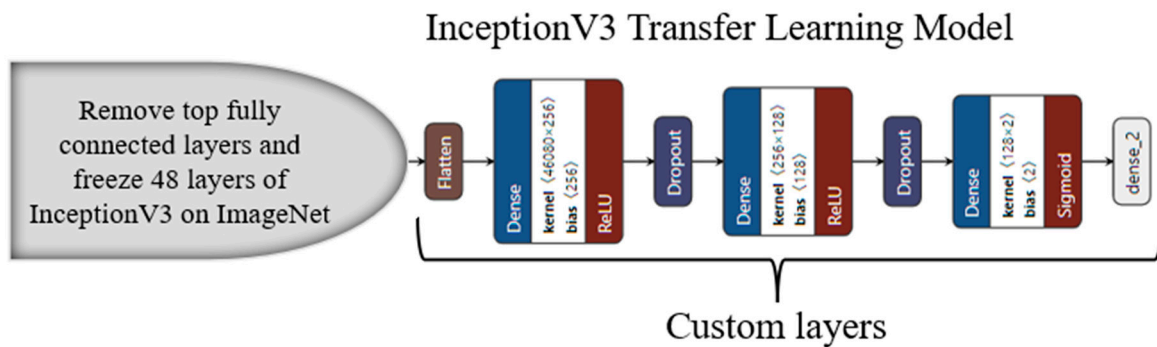 InceptionV3 Transfer Learning Model
Remove top fully
connected layers and
freeze 48 layers of
InceptionV3 on ImageNet
Flatten
Dense
kernel ⟨46080×256⟩
bias ⟨256⟩
ReLU
Dropout
Dense
kernel ⟨256×128⟩
bias ⟨128⟩
ReLU
Dropout
Dense
kernel ⟨128×2⟩
bias ⟨2⟩
Sigmoid
dense_2
Custom layers